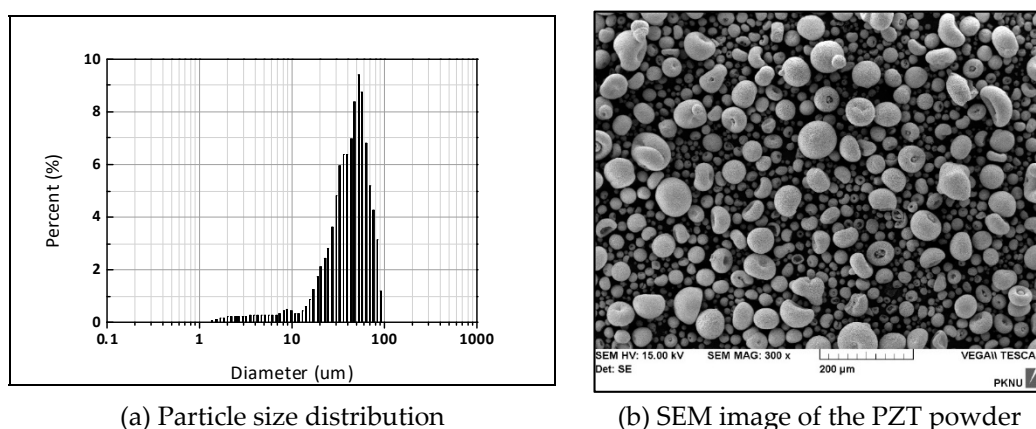 10
8
6
4
2
0
Percent (%)
0.1 1 10 100 1000
Diameter (um)
(a) Particle size distribution
SEM HV: 15.00 kV SEM MAG: 300 x VEGA\\ TESCA
Det: SE 200 μm
PKNU
(b) SEM image of the PZT powder